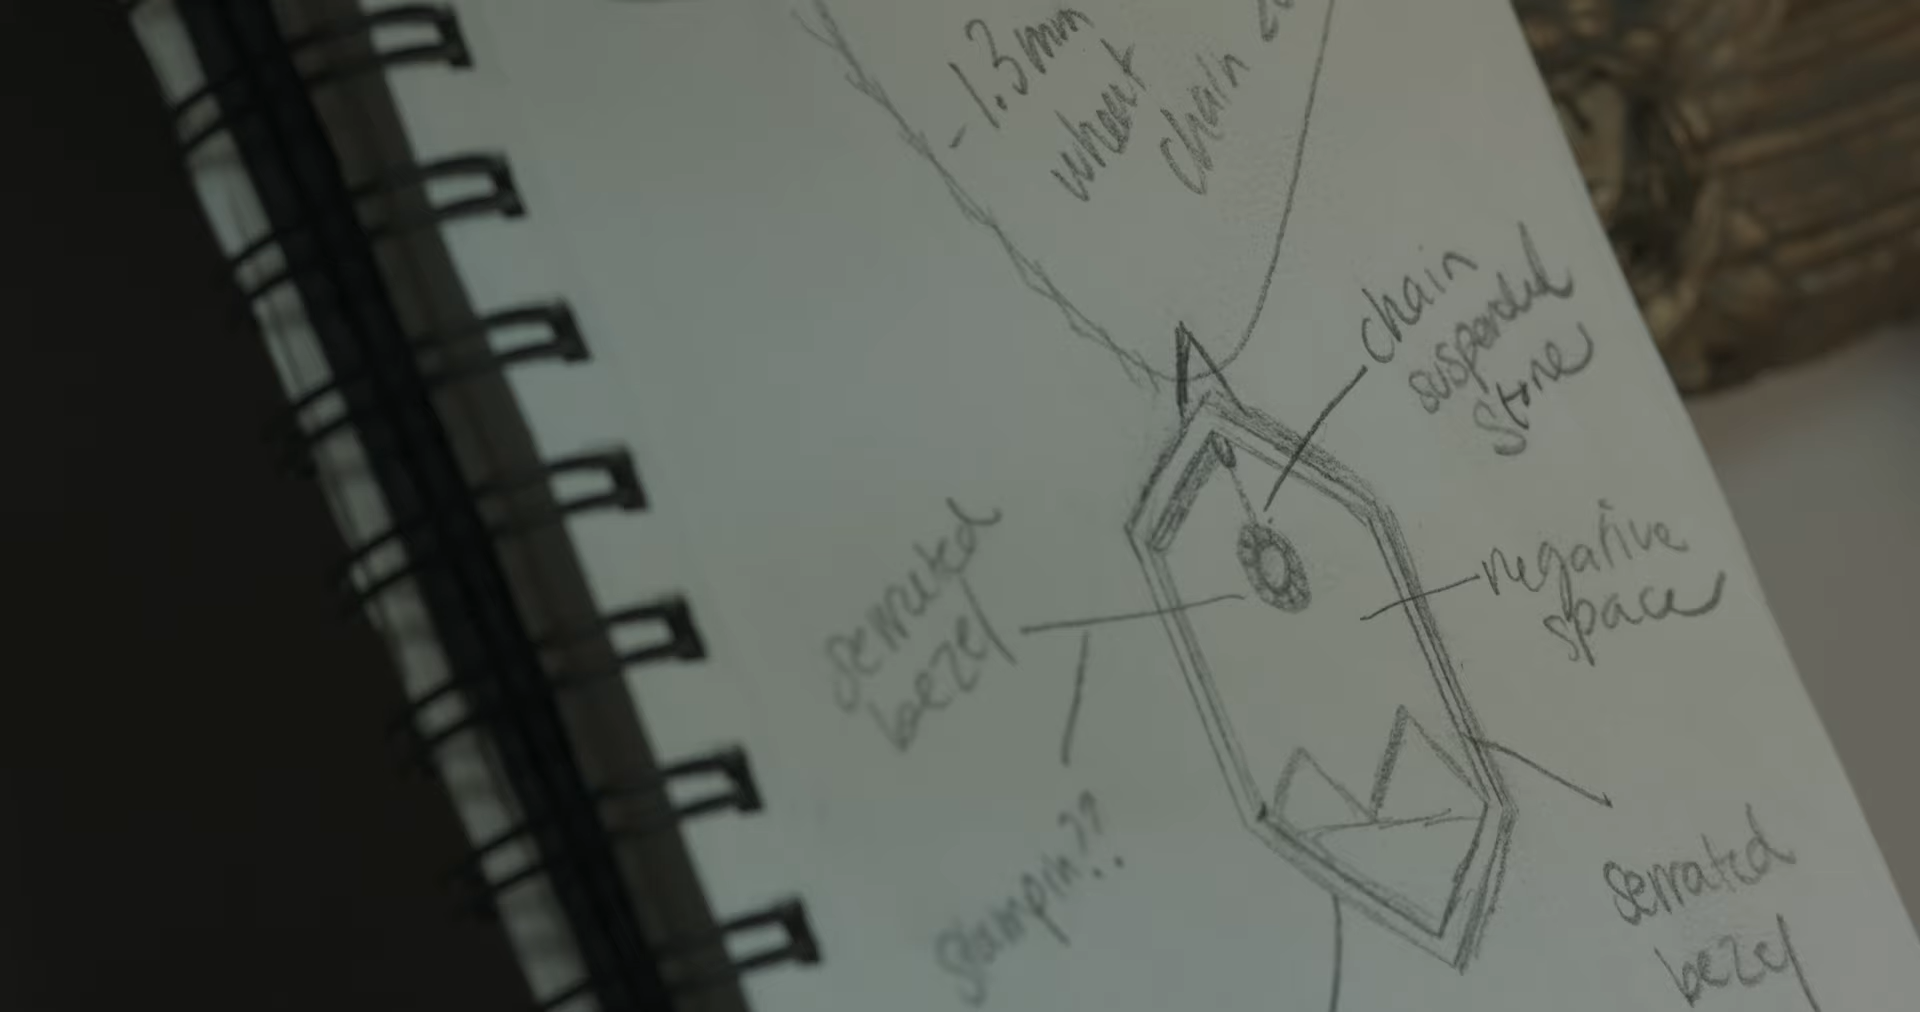 -1.3mm
wheat
chain
chain
suspended
stone
serrated
bezel
negative
space
Stampin??
serrated
bezel